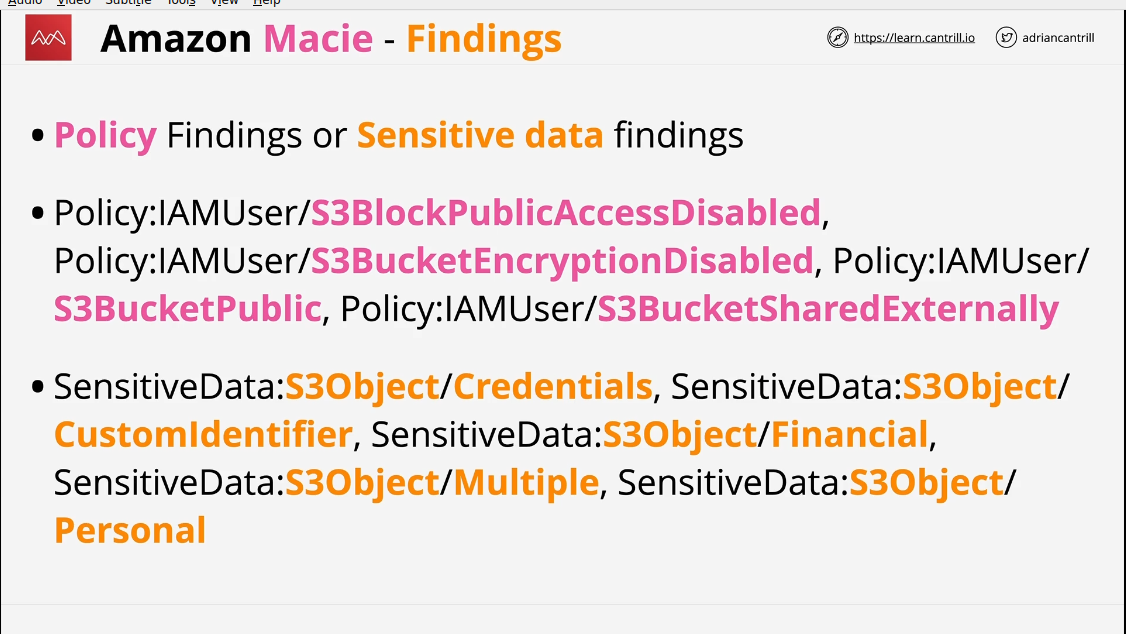 Audio Video Subtitle Tools View Help
Amazon Macie - Findings
https://learn.cantrill.io
adriancantrill
• Policy Findings or Sensitive data findings
• Policy:IAMUser/S3BlockPublicAccessDisabled,
Policy:IAMUser/S3BucketEncryptionDisabled, Policy:IAMUser/
S3BucketPublic, Policy:IAMUser/S3BucketSharedExternally
• SensitiveData:S3Object/Credentials, SensitiveData:S3Object/
CustomIdentifier, SensitiveData:S3Object/Financial,
SensitiveData:S3Object/Multiple, SensitiveData:S3Object/
Personal